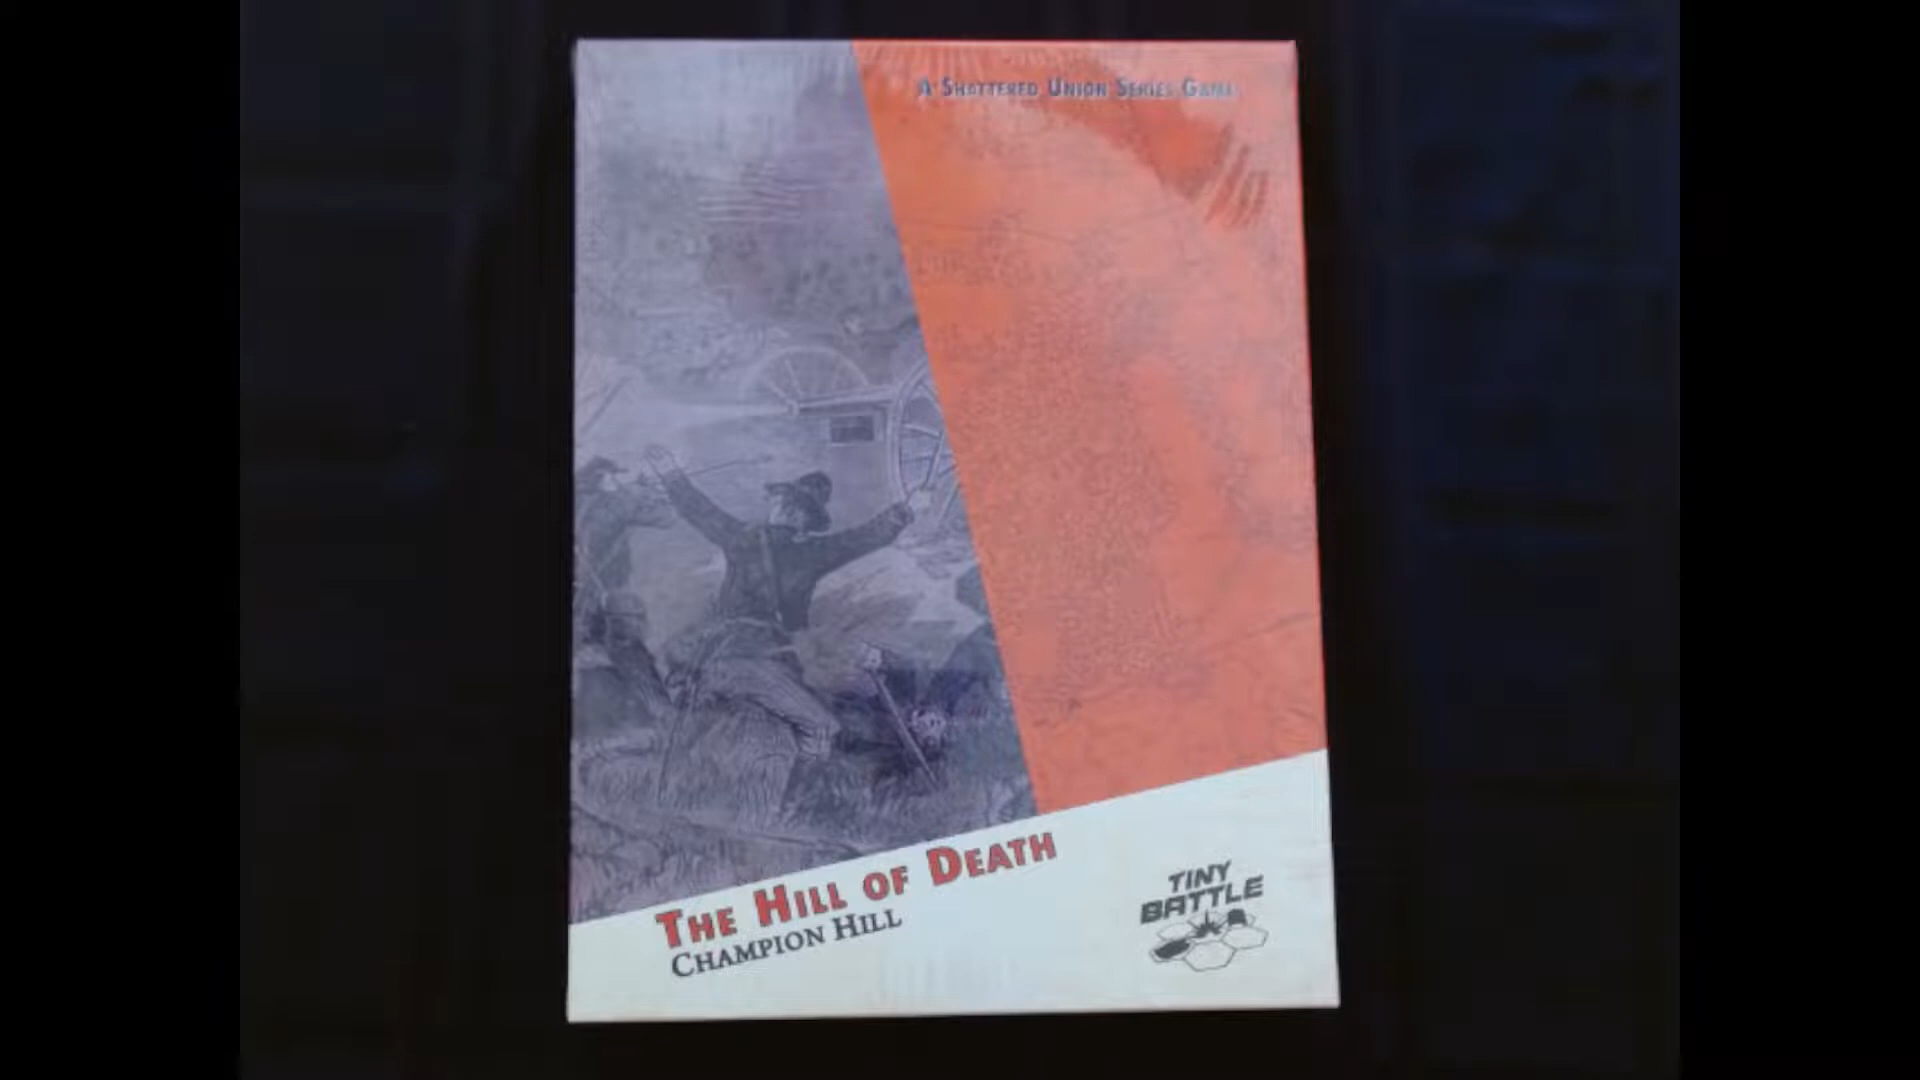 A Shattered Union Series Game
The Hill of Death
Champion Hill
TINY
BATTLE